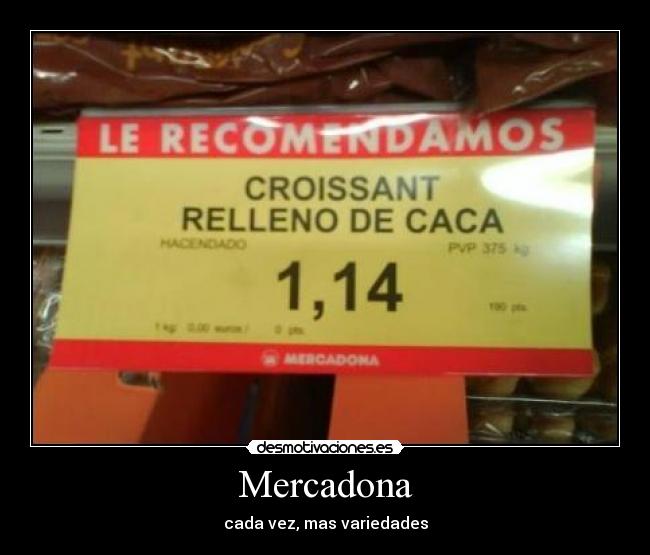 LE RECOMENDAMOS
CROISSANT
RELLENO DE CACA
HACENDADO PVP 375 kg
1,14
190 pts.
1 kg: 0,00 euros / 0 pts.
MERCADONA
desmotivaciones.es
Mercadona
cada vez, mas variedades